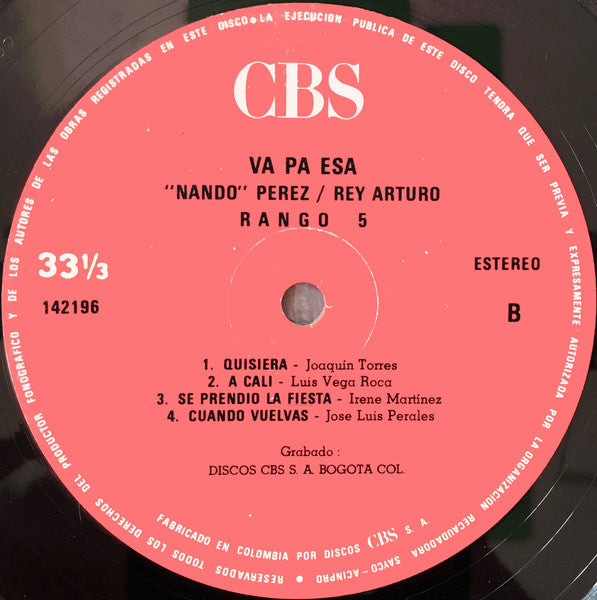 CBS
VA PA ESA
"NANDO" PEREZ / REY ARTURO
RANGO 5
33⅓
ESTEREO
142196
B
1. QUISIERA - Joaquín Torres
2. A CALI - Luis Vega Roca
3. SE PRENDIO LA FIESTA - Irene Martínez
4. CUANDO VUELVAS - Jose Luis Perales
Grabado :
DISCOS CBS S. A. BOGOTA COL.
FABRICADO EN COLOMBIA POR DISCOS CBS S. A.
RESERVADOS TODOS LOS DERECHOS DEL PRODUCTOR FONOGRAFICO Y DE LOS AUTORES DE LAS OBRAS REGISTRADAS EN ESTE DISCO • LA EJECUCION PUBLICA DE ESTE DISCO TENDRA QUE SER PREVIA Y EXPRESAMENTE AUTORIZADA POR LA ORGANIZACION RECAUDADORA SAYCO-ACINPRO •